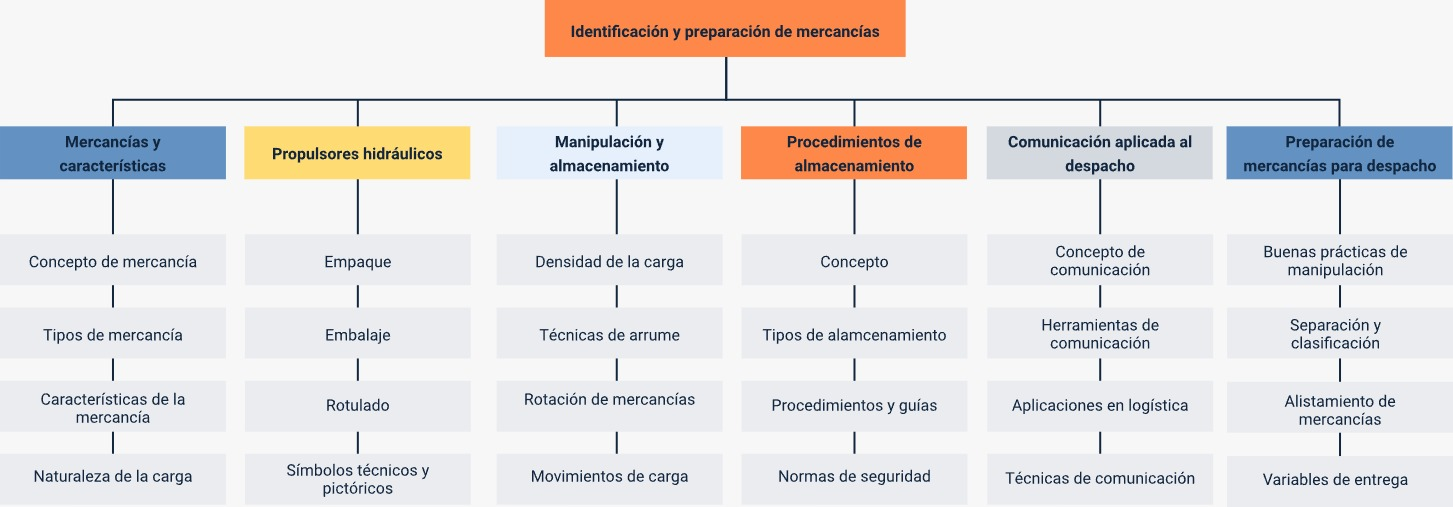 Identificación y preparación de mercancías
Mercancías y
características
Propulsores hidráulicos
Manipulación y
almacenamiento
Procedimientos de
almacenamiento
Comunicación aplicada al
despacho
Preparación de
mercancías para despacho
Concepto de mercancía
Empaque
Densidad de la carga
Concepto
Concepto de
comunicación
Buenas prácticas de
manipulación
Tipos de mercancía
Embalaje
Técnicas de arrume
Tipos de alamcenamiento
Herramientas de
comunicación
Separación y
clasificación
Características de la
mercancía
Rotulado
Rotación de mercancías
Procedimientos y guías
Aplicaciones en logística
Alistamiento de
mercancías
Naturaleza de la carga
Símbolos técnicos y
pictóricos
Movimientos de carga
Normas de seguridad
Técnicas de comunicación
Variables de entrega